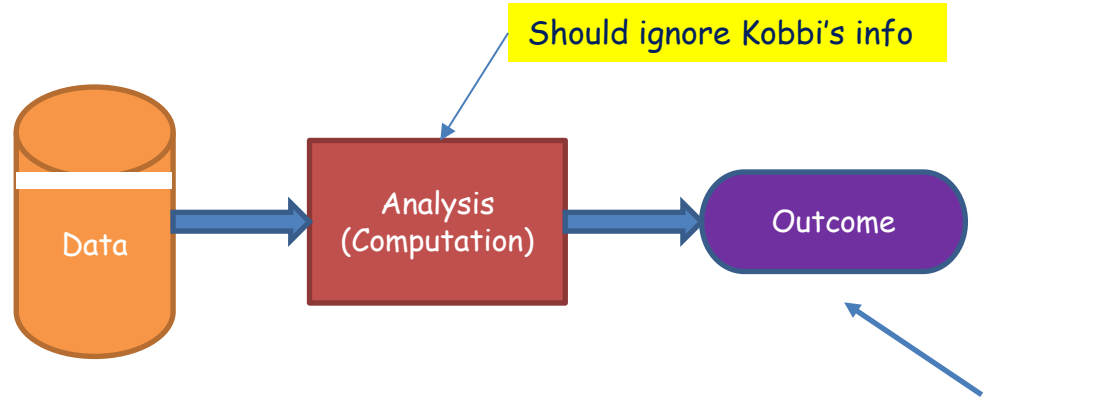 Should ignore Kobbi’s info
Data
Analysis
(Computation)
Outcome